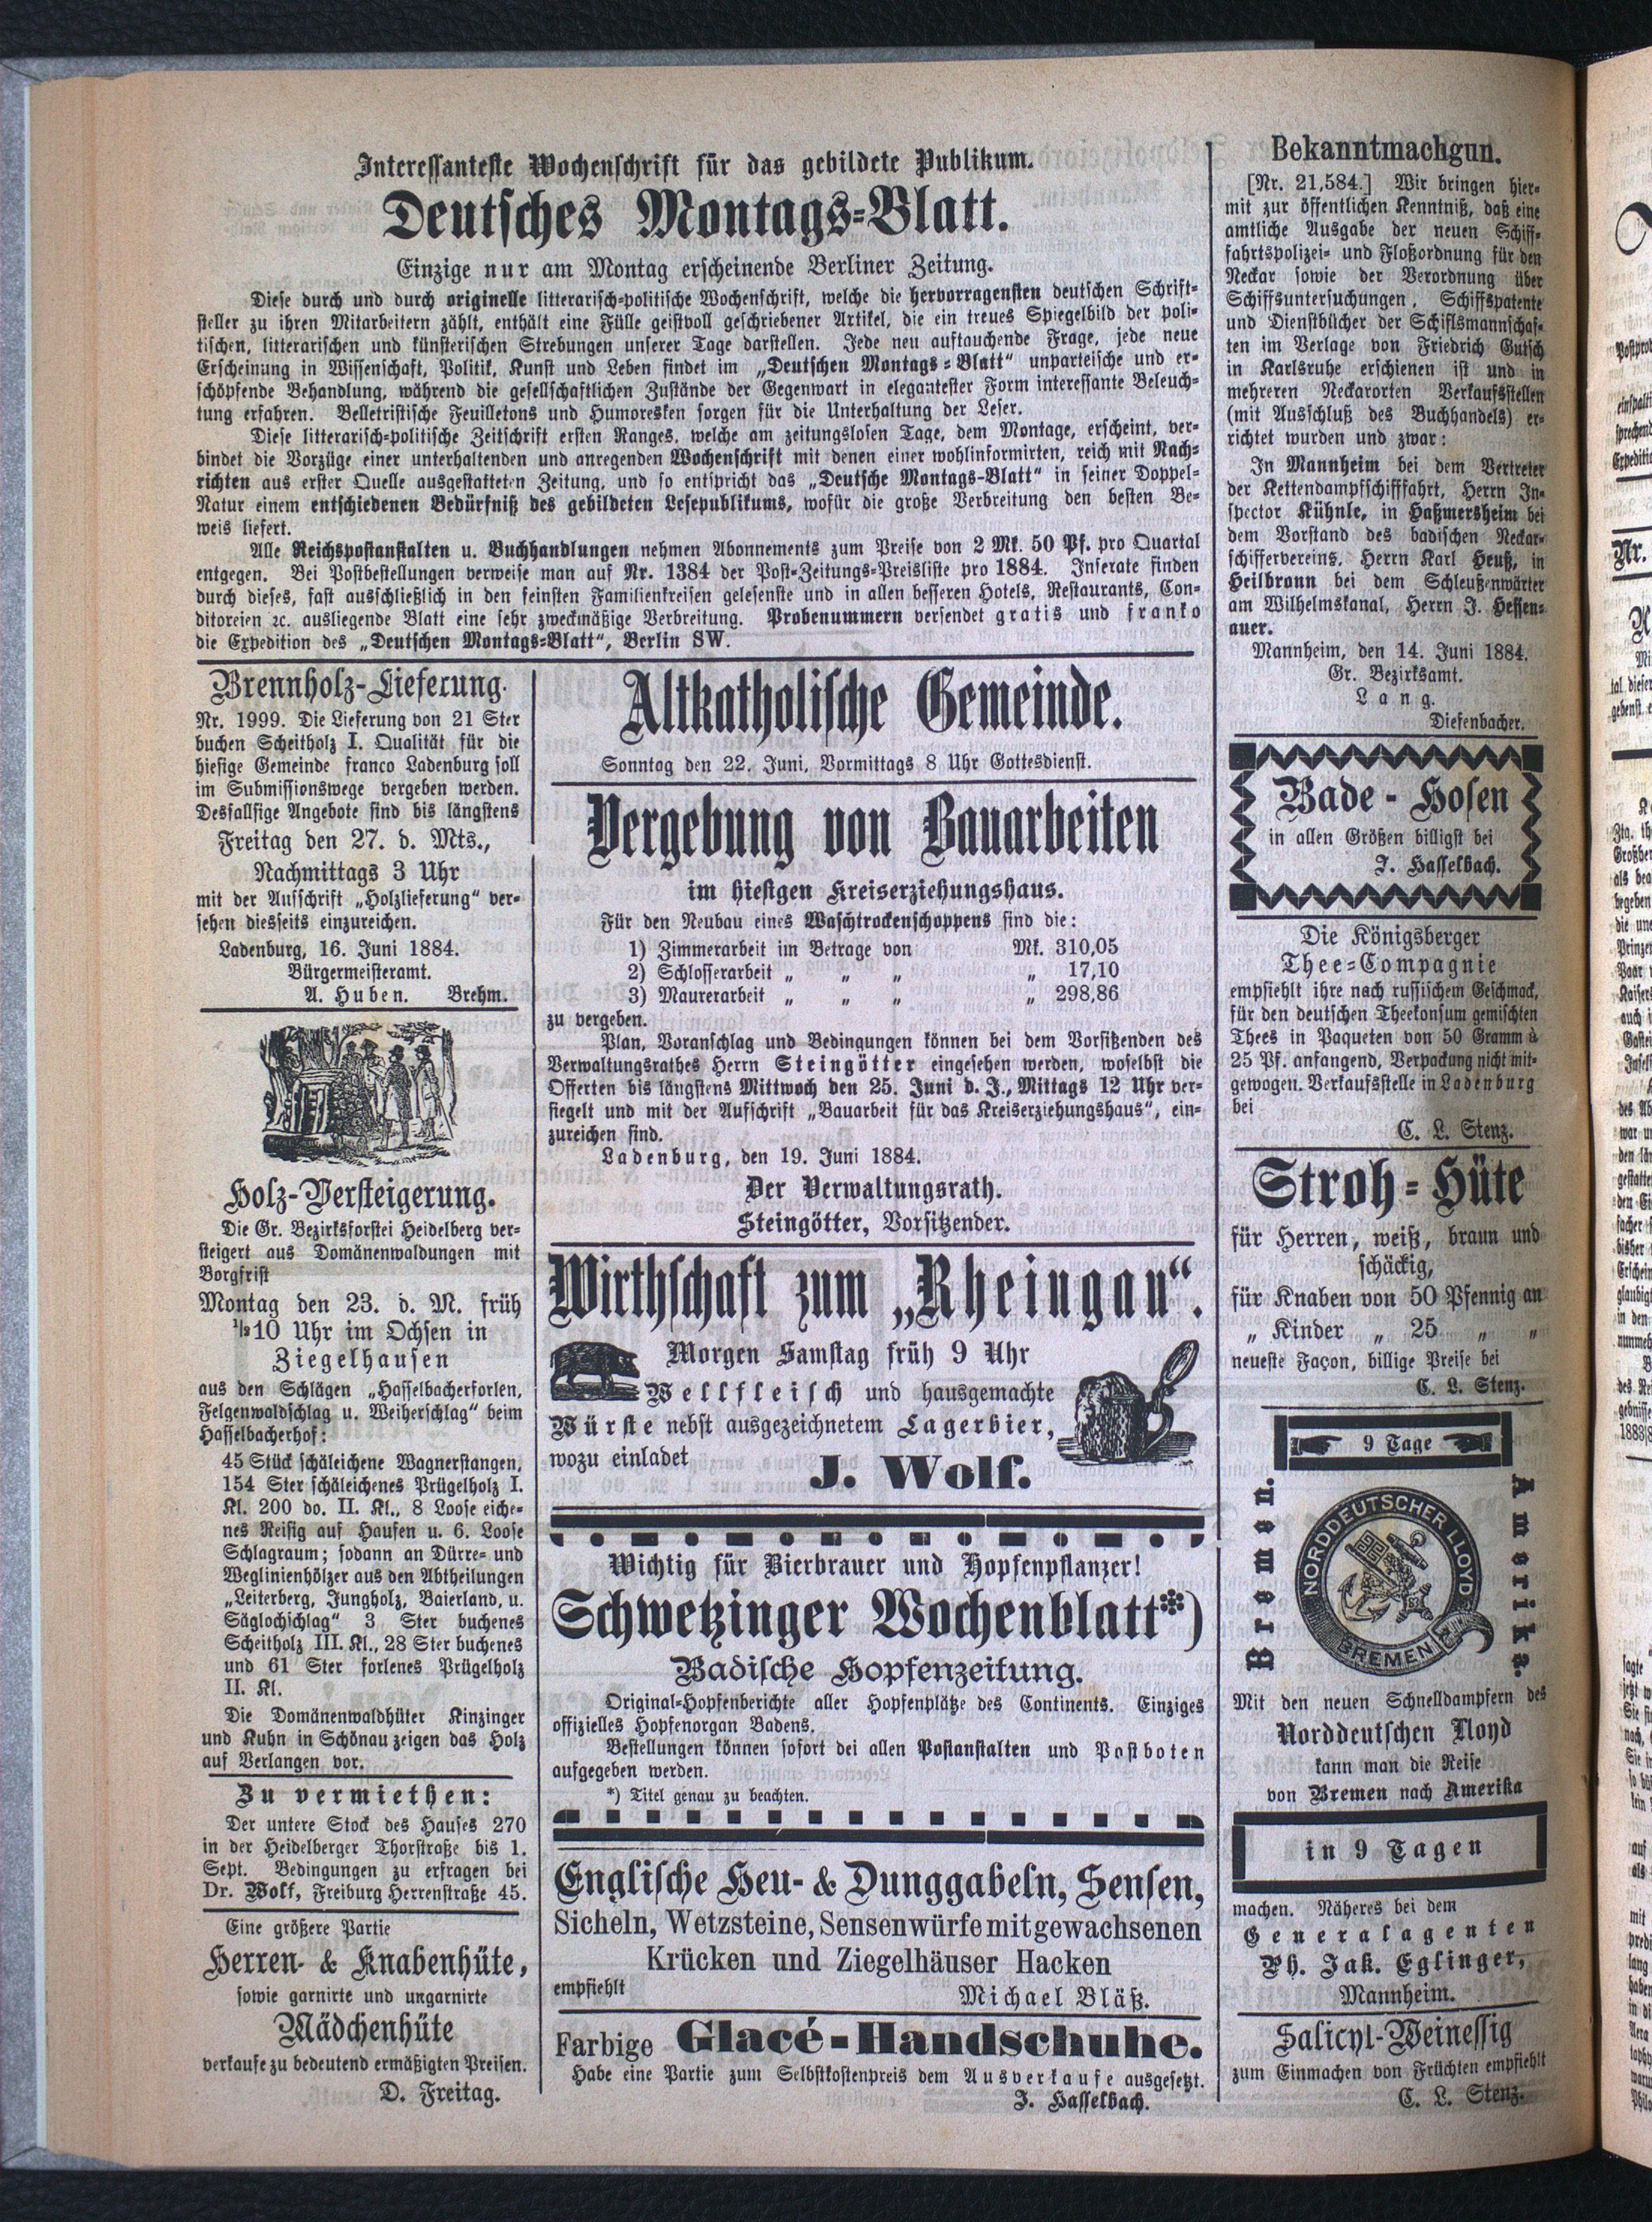 Interessanteste Wochenschrift für das gebildete Publikum.
Deutsches Montags-Blatt.
Einzige nur am Montag erscheinende Berliner Zeitung.
Diese durch und durch originelle litterarisch-politische Wochenschrift, welche die hervorragensten deutschen Schrift-
steller zu ihren Mitarbeitern zählt, enthält eine Fülle geistvoll geschriebener Artikel, die ein treues Spiegelbild der poli-
tischen, litterarischen und künsterischen Strebungen unserer Tage darstellen. Jede neu auftauchende Frage, jede neue
Erscheinung in Wissenschaft, Politik, Kunst und Leben findet im „Deutschen Montags-Blatt“ unparteische und er-
schöpfende Behandlung, während die gesellschaftlichen Zustände der Gegenwart in elegantester Form interessante Beleuch-
tung erfahren. Belletristische Feuilletons und Humoresken sorgen für die Unterhaltung der Leser.
Diese litterarisch-politische Zeitschrift ersten Ranges, welche am zeitungslosen Tage, dem Montage, erscheint, ver-
bindet die Vorzüge einer unterhaltenden und anregenden Wochenschrift mit denen einer wohlinformirten, reich mit Nach-
richten aus erster Quelle ausgestatteten Zeitung, und so entspricht das „Deutsche Montags-Blatt“ in seiner Doppel-
Natur einem entschiedenen Bedürfniß des gebildeten Lesepublikums, wofür die große Verbreitung den besten Be-
weis liefert.
Alle Reichspostanstalten u. Buchhandlungen nehmen Abonnements zum Preise von 2 Mk. 50 Pf. pro Quartal
entgegen. Bei Postbestellungen verweise man auf Nr. 1384 der Post-Zeitungs-Preisliste pro 1884. Inserate finden
durch dieses, fast ausschließlich in den feinsten Familienkreisen gelesenste und in allen besseren Hotels, Restaurants, Con-
ditoreien ꝛc. ausliegende Blatt eine sehr zweckmäßige Verbreitung. Probenummern versendet gratis und franko
die Expedition des „Deutschen Montags-Blatt“, Berlin SW.
Brennholz-Lieferung.
Nr. 1999. Die Lieferung von 21 Ster
buchen Scheitholz I. Qualität für die
hiesige Gemeinde franco Ladenburg soll
im Submissionswege vergeben werden.
Desfallsige Angebote sind bis längstens
Freitag den 27. d. Mts.,
Nachmittags 3 Uhr
mit der Aufschrift „Holzlieferung“ ver-
sehen diesseits einzureichen.
Ladenburg, 16. Juni 1884.
Bürgermeisteramt.
A. Huben. Brehm.
Holz-Versteigerung.
Die Gr. Bezirksforstei Heidelberg ver-
steigert aus Domänenwaldungen mit
Borgfrist
Montag den 23. d. M. früh
1/2 10 Uhr im Ochsen in
Ziegelhausen
aus den Schlägen „Hasselbacherforlen,
Felgenwaldschlag u. Weiherschlag“ beim
Hasselbacherhof:
45 Stück schäleichene Wagnerstangen,
154 Ster schäleichenes Prügelholz I.
Kl. 200 do. II. Kl., 8 Loose eiche-
nes Reisig auf Haufen u. 6. Loose
Schlagraum; sodann an Dürre- und
Weglinienhölzer aus den Abtheilungen
„Leiterberg, Jungholz, Baierland, u.
Säglochschlag“ 3 Ster buchenes
Scheitholz III. Kl., 28 Ster buchenes
und 61 Ster forlenes Prügelholz
II. Kl.
Die Domänenwaldhüter Kinzinger
und Kuhn in Schönau zeigen das Holz
auf Verlangen vor.
Zu vermiethen:
Der untere Stock des Hauses 270
in der Heidelberger Thorstraße bis 1.
Sept. Bedingungen zu erfragen bei
Dr. Wolf, Freiburg Herrenstraße 45.
Eine größere Partie
Herren- & Knabenhüte,
sowie garnirte und ungarnirte
Mädchenhüte
verkaufe zu bedeutend ermäßigten Preisen.
D. Freitag.
Altkatholische Gemeinde.
Sonntag den 22. Juni, Vormittags 8 Uhr Gottesdienst.
Vergebung von Bauarbeiten
im hiesigen Kreiserziehungshaus.
Für den Neubau eines Waschtrockenschoppens sind die:
1) Zimmerarbeit im Betrage von Mk. 310,05
2) Schlosserarbeit „ „ „ „ 17,10
3) Maurerarbeit „ „ „ „ 298,86
zu vergeben.
Plan, Voranschlag und Bedingungen können bei dem Vorsitzenden des
Verwaltungsrathes Herrn Steingötter eingesehen werden, woselbst die
Offerten bis längstens Mittwoch den 25. Juni d. J., Mittags 12 Uhr ver-
siegelt und mit der Aufschrift „Bauarbeit für das Kreiserziehungshaus“, ein-
zureichen sind.
Ladenburg, den 19. Juni 1884.
Der Verwaltungsrath.
Steingötter, Vorsitzender.
Wirthschaft zum „Rheingau“.
Morgen Samstag früh 9 Uhr
Wellfleisch und hausgemachte
Würste nebst ausgezeichnetem Lagerbier,
wozu einladet
J. Wolf.
Wichtig für Bierbrauer und Hopfenpflanzer!
Schwetzinger Wochenblatt*)
Badische Hopfenzeitung.
Original-Hopfenberichte aller Hopfenplätze des Continents. Einziges
offizielles Hopfenorgan Badens.
Bestellungen können sofort bei allen Postanstalten und Postboten
aufgegeben werden.
*) Titel genau zu beachten.
Englische Heu- & Dunggabeln, Sensen,
Sicheln, Wetzsteine, Sensenwürfe mit gewachsenen
Krücken und Ziegelhäuser Hacken
empfiehlt
Michael Bläß.
Farbige Glacé-Handschuhe.
Habe eine Partie zum Selbstkostenpreis dem Ausverkaufe ausgesetzt.
J. Hasselbach.
Bekanntmachgun.
[Nr. 21,584.] Wir bringen hier-
mit zur öffentlichen Kenntniß, daß eine
amtliche Ausgabe der neuen Schiff-
fahrtspolizei- und Floßordnung für den
Neckar sowie der Verordnung über
Schiffsuntersuchungen, Schiffspatente
und Dienstbücher der Schiflsmannschaf-
ten im Verlage von Friedrich Gutsch
in Karlsruhe erschienen ist und in
mehreren Neckarorten Verkaufsstellen
(mit Ausschluß des Buchhandels) er-
richtet wurden und zwar:
In Mannheim bei dem Vertreter
der Kettendampfschifffahrt, Herrn In-
spector Kühnle, in Haßmersheim bei
dem Vorstand des badischen Neckar-
schiffervereins, Herrn Karl Heuß, in
Heilbronn bei dem Schleußenwärter
am Wilhelmskanal, Herrn J. Hessen-
auer.
Mannheim, den 14. Juni 1884.
Gr. Bezirksamt.
Lang.
Diefenbacher.
Bade-Hosen
in allen Größen billigst bei
J. Hasselbach.
Die Königsberger
Thee-Compagnie
empfiehlt ihre nach russischem Geschmack,
für den deutschen Theekonsum gemischten
Thees in Paqueten von 50 Gramm à
25 Pf. anfangend, Verpackung nicht mit-
gewogen. Verkaufsstelle in Ladenburg
bei
C. L. Stenz.
Stroh-Hüte
für Herren, weiß, braun und
schäckig,
für Knaben von 50 Pfennig an
„ Kinder „ 25 „ „
neueste Façon, billige Preise bei
C. L. Stenz.
9 Tage
Bremen.
NORDDEUTSCHER LLOYD
BREMEN
Amerika.
Mit den neuen Schnelldampfern des
Norddeutschen Lloyd
kann man die Reise
von Bremen nach Amerika
in 9 Tagen
machen. Näheres bei dem
Generalagenten
Ph. Jak. Eglinger,
Mannheim.
Salicyl-Weinessig
zum Einmachen von Früchten empfiehlt
C. L. Stenz.